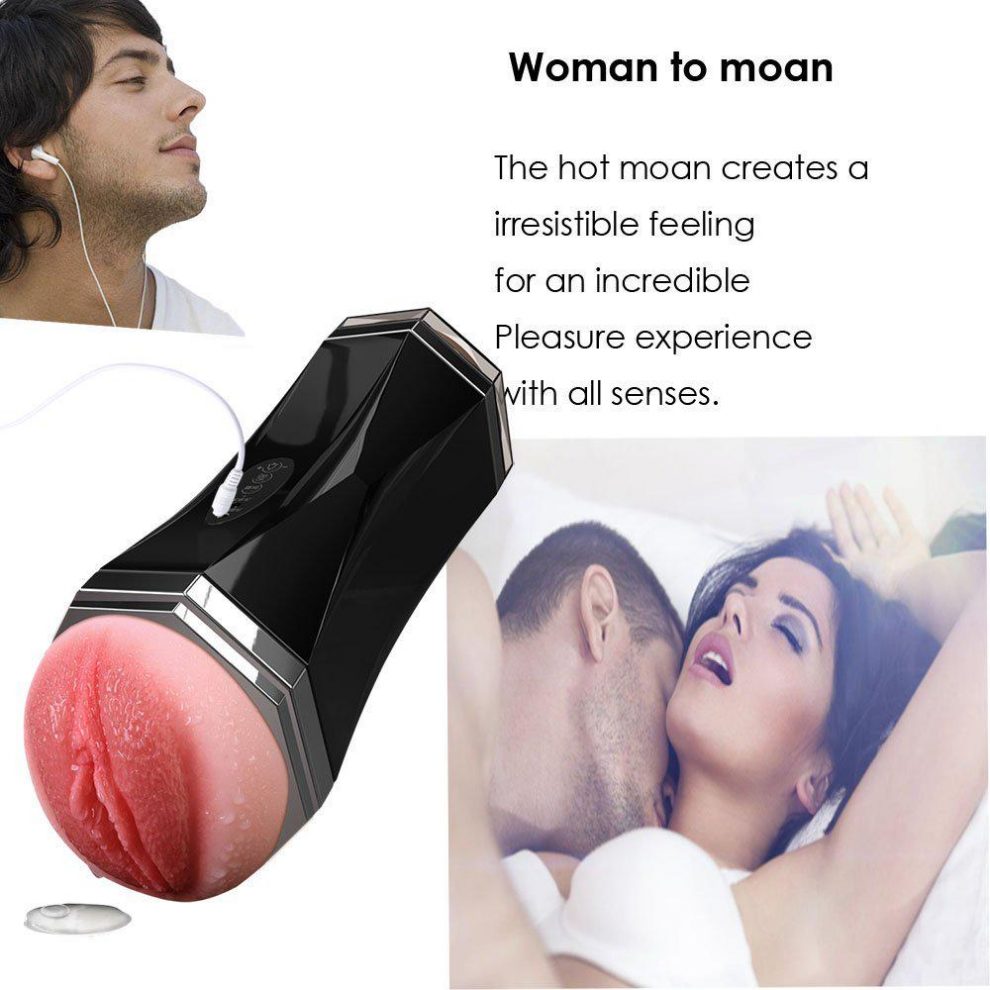 Woman to moan
The hot moan creates a
irresistible feeling
for an incredible
Pleasure experience
with all senses.